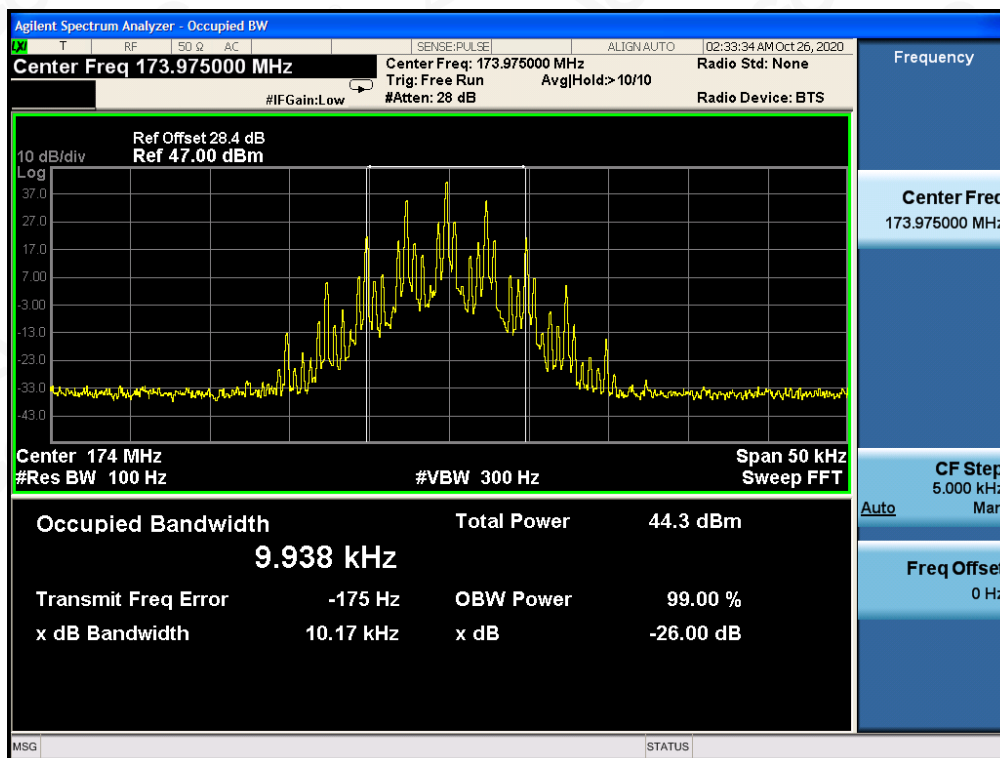 Agilent Spectrum Analyzer - Occupied BW
LXI T RF 50 Ω AC SENSE:PULSE ALIGN AUTO 02:33:34 AM Oct 26, 2020
Center Freq 173.975000 MHz
Center Freq: 173.975000 MHz Radio Std: None
Trig: Free Run Avg|Hold:>10/10
#IFGain:Low #Atten: 28 dB Radio Device: BTS
Ref Offset 28.4 dB
10 dB/div Ref 47.00 dBm
Log
37.0
27.0
17.0
7.00
-3.00
-13.0
-23.0
-33.0
-43.0
Center 174 MHz Span 50 kHz
#Res BW 100 Hz #VBW 300 Hz Sweep FFT
Occupied Bandwidth Total Power 44.3 dBm
9.938 kHz
Transmit Freq Error -175 Hz OBW Power 99.00 %
x dB Bandwidth 10.17 kHz x dB -26.00 dB
Frequency
Center Freq
173.975000 MHz
CF Step
5.000 kHz
Auto Man
Freq Offset
0 Hz
MSG STATUS